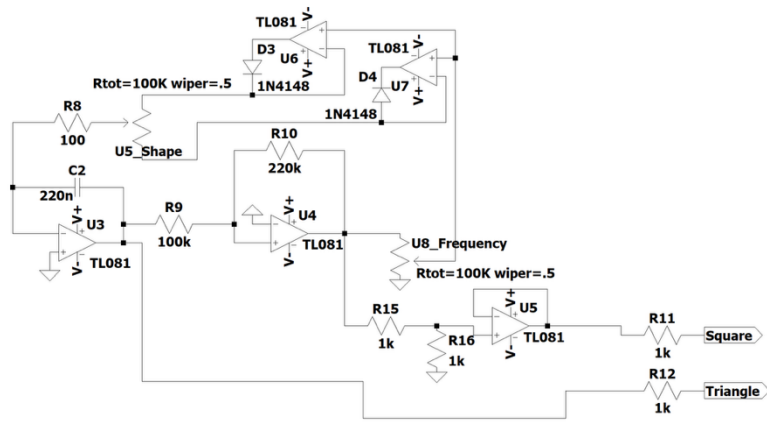 TL081
V-
U6
V+
D3
1N4148
TL081
V-
U7
V+
D4
1N4148
Rtot=100K wiper=.5
U5_Shape
R8
100
C2
220n
V+
U3
TL081
V-
R9
100k
R10
220k
V+
U4
TL081
V-
U8_Frequency
Rtot=100K wiper=.5
R15
1k
R16
1k
V+
U5
TL081
V-
R11
1k
Square
R12
1k
Triangle